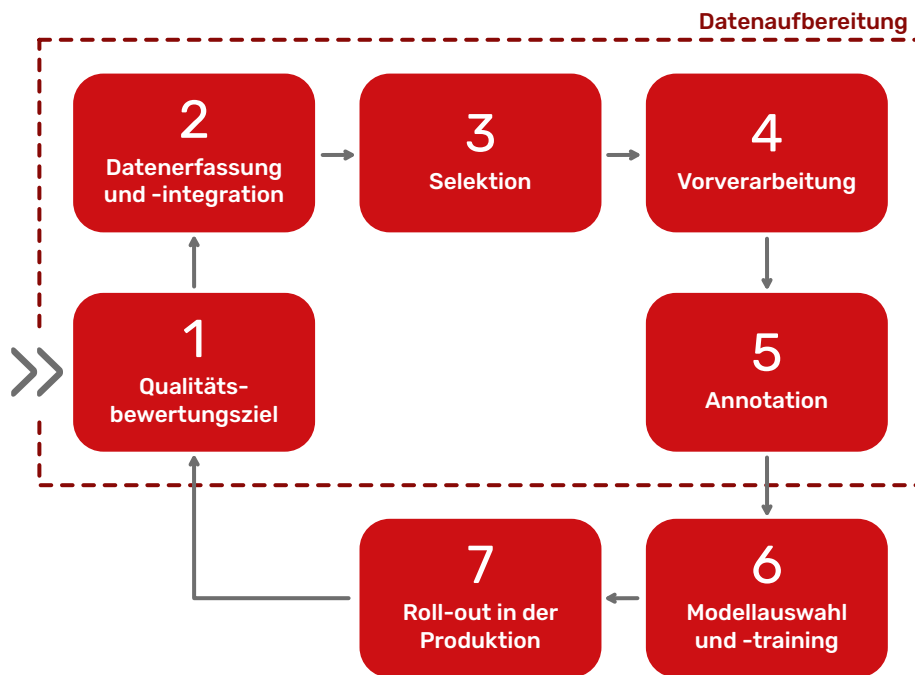 Datenaufbereitung
2
Datenerfassung
und -integration
3
Selektion
4
Vorverarbeitung
1
Qualitäts-
bewertungsziel
5
Annotation
7
Roll-out in der
Produktion
6
Modellauswahl
und -training